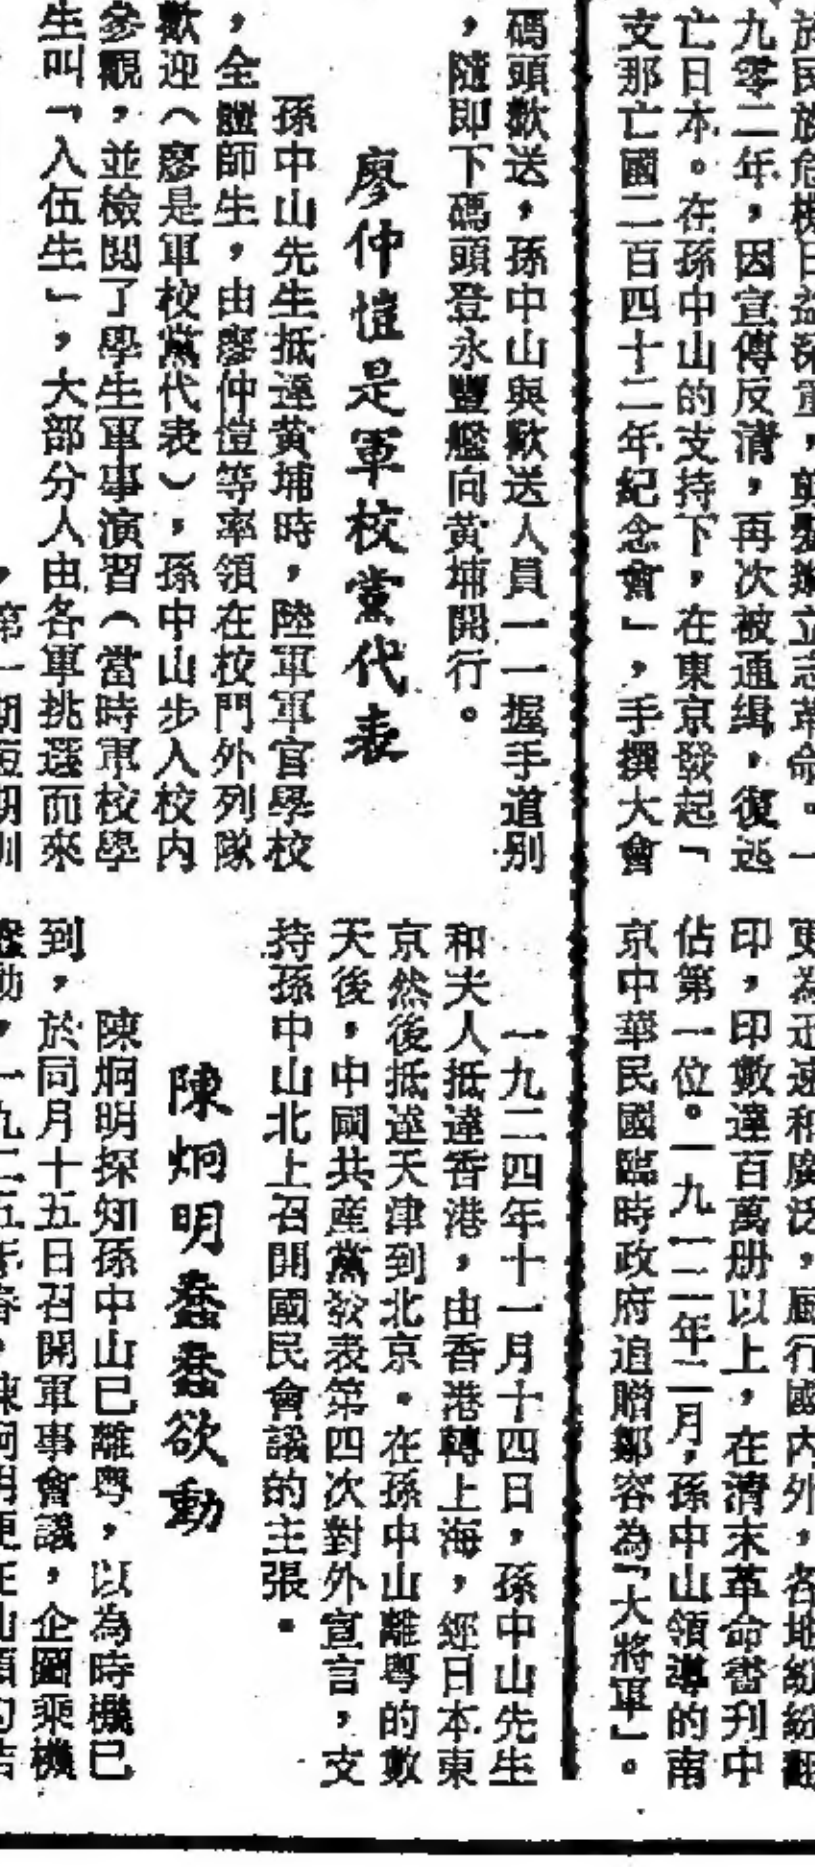 於民族危機日益深重，剪髮辮立志革命。一
九零二年，因宣傳反清，再次被通緝，復逃
亡日本。在孫中山的支持下，在東京發起「
支那亡國二百四十二年紀念會」，手撰大會
更為迅速和廣泛，風行國內外，各地紛紛翻
印，印數達百萬册以上，在清末革命書刊中
佔第一位。一九一二年二月，孫中山領導的南
京中華民國臨時政府追贈鄒容為「大將軍」。
碼頭歡送，孫中山與歡送人員一一握手道別
，隨即下碼頭登永豐艦向黃埔開行。
廖仲愷是軍校黨代表
孫中山先生抵達黃埔時，陸軍軍官學校
，全體師生，由廖仲愷等率領在校門外列隊
歡迎（廖是軍校黨代表），孫中山步入校內
參觀，並檢閱了學生軍事演習（當時軍校學
生叫「入伍生」，大部分人由各軍挑選而來
，第一期短期訓
一九二四年十一月十四日，孫中山先生
和夫人抵達香港，由香港轉上海，經日本東
京然後抵達天津到北京。在孫中山離粵的數
天後，中國共產黨發表第四次對外宣言，支
持孫中山北上召開國民會議的主張。
陳炯明蠢蠢欲動
陳炯明探知孫中山已離粵，以為時機已
到，於同月十五日召開軍事會議，企圖乘機
動，一九二五年春，陳炯明更在汕頭